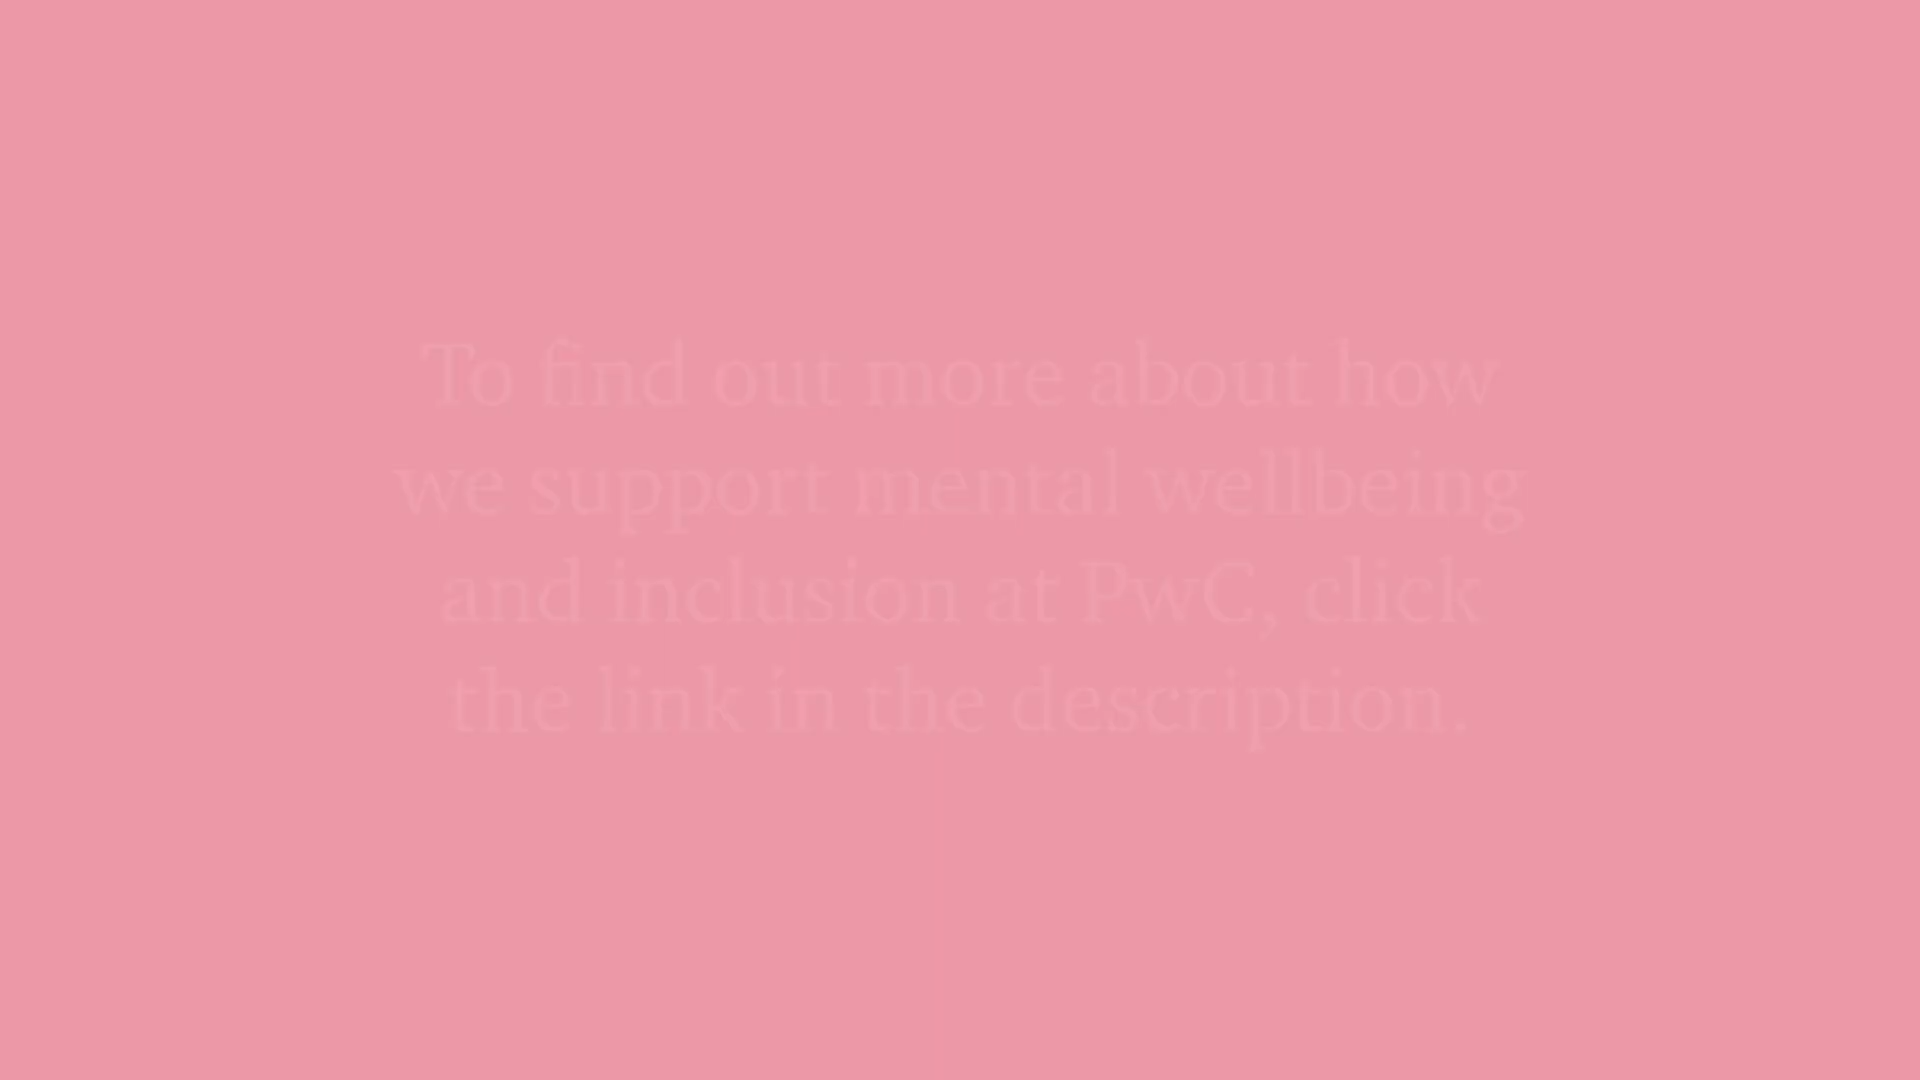 To find out more about how
we support mental wellbeing
and inclusion at PwC, click
the link in the description.